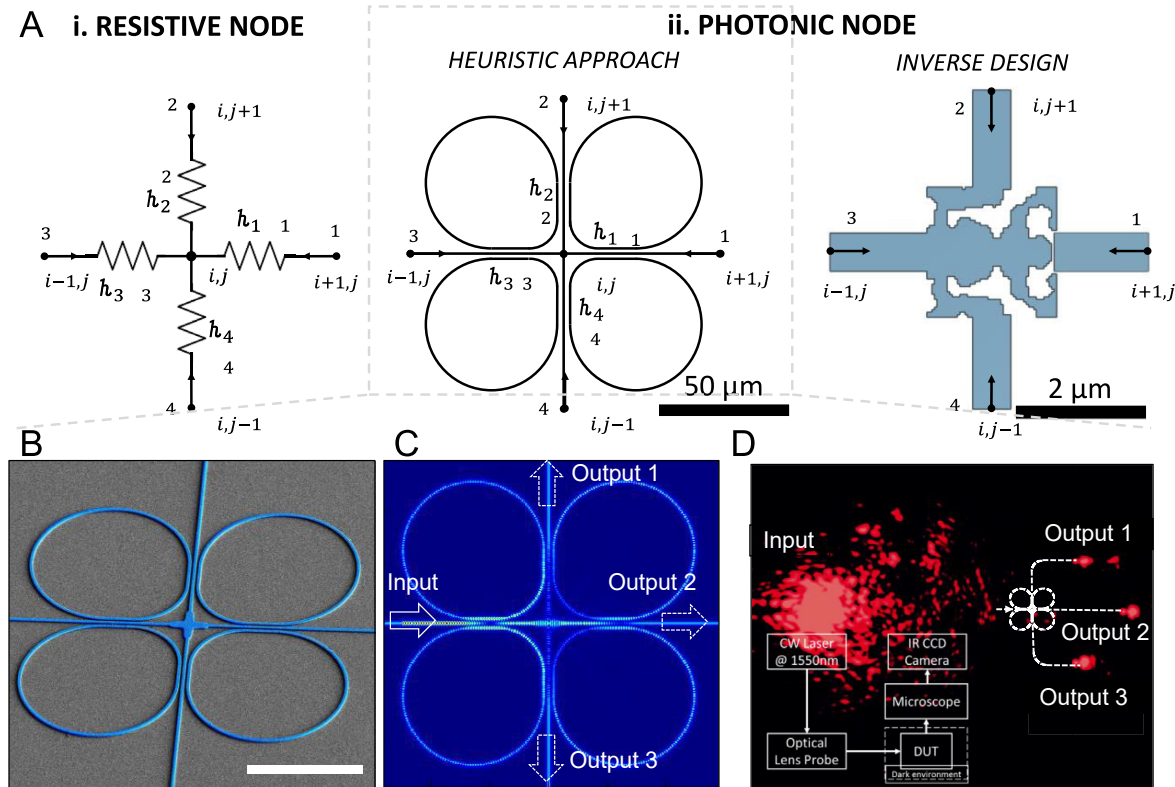 A
i. RESISTIVE NODE
ii. PHOTONIC NODE
HEURISTIC APPROACH
INVERSE DESIGN
2
i,j+1
2
h₂
h₁
1
1
3
i−1,j
h₃
3
i,j
i+1,j
h₄
4
4
i,j−1
2
i,j+1
h₂
2
h₁
1
1
3
i−1,j
h₃
3
i,j
i+1,j
h₄
4
4
i,j−1
50 μm
2
i,j+1
3
1
i−1,j
i+1,j
4
i,j−1
2 μm
B
C
Output 1
Input
Output 2
Output 3
D
Input
Output 1
Output 2
Output 3
CW Laser
@ 1550nm
IR CCD
Camera
Microscope
Optical
Lens Probe
DUT
Dark environment